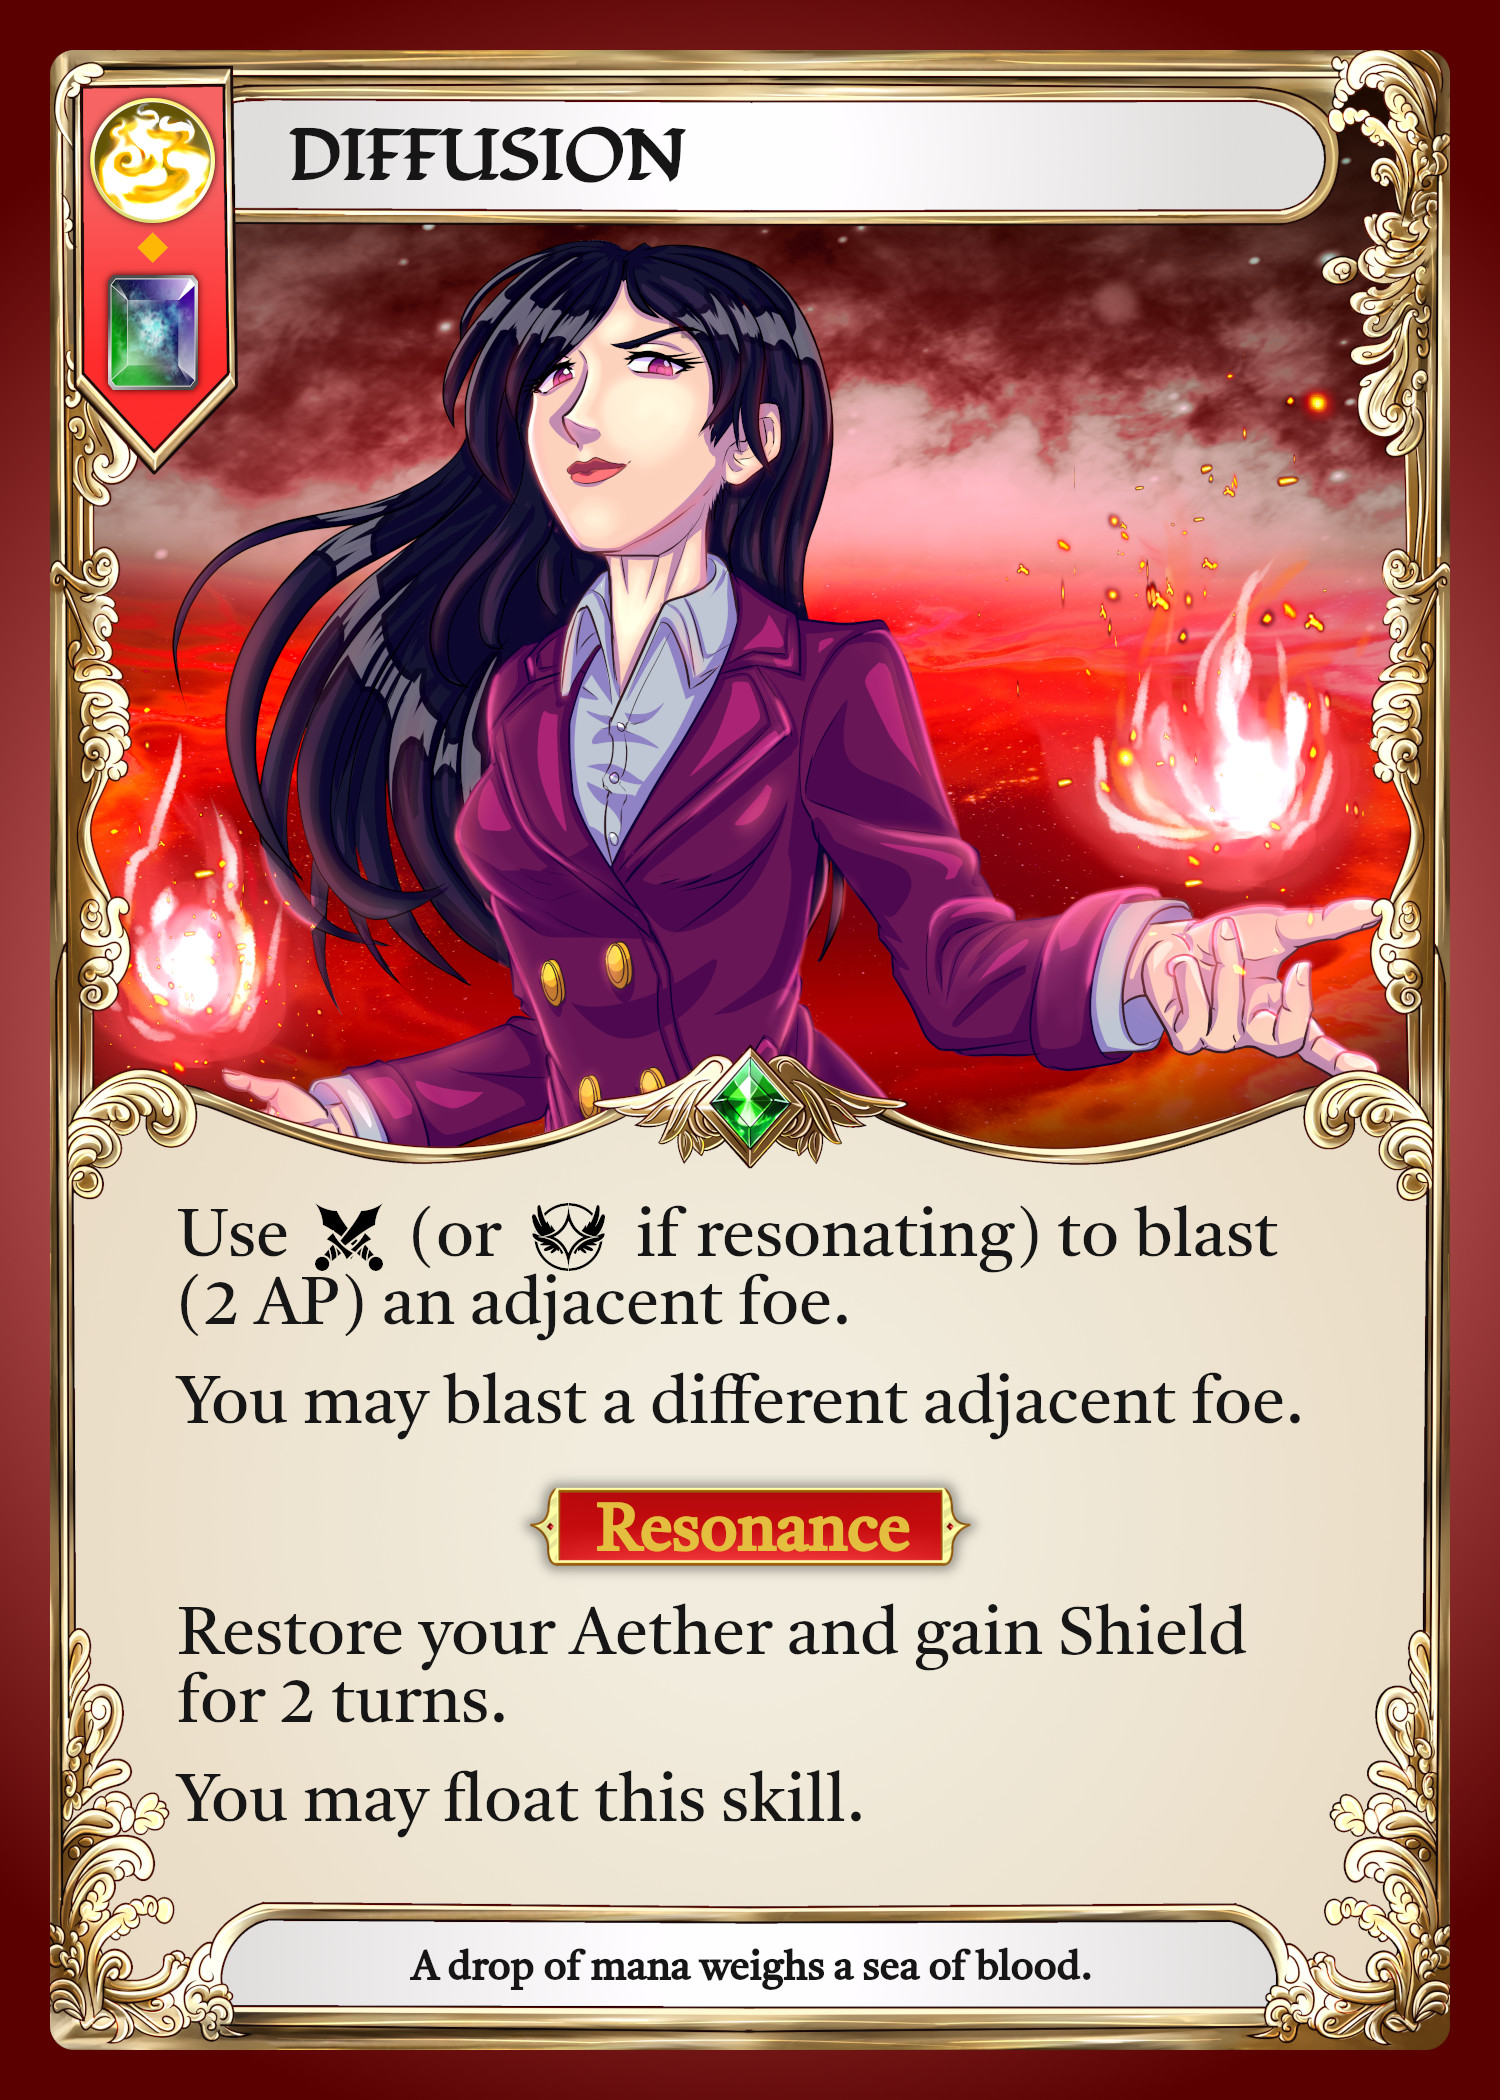 DIFFUSION
Use (or if resonating) to blast
(2 AP) an adjacent foe.
You may blast a different adjacent foe.
Resonance
Restore your Aether and gain Shield
for 2 turns.
You may float this skill.
A drop of mana weighs a sea of blood.